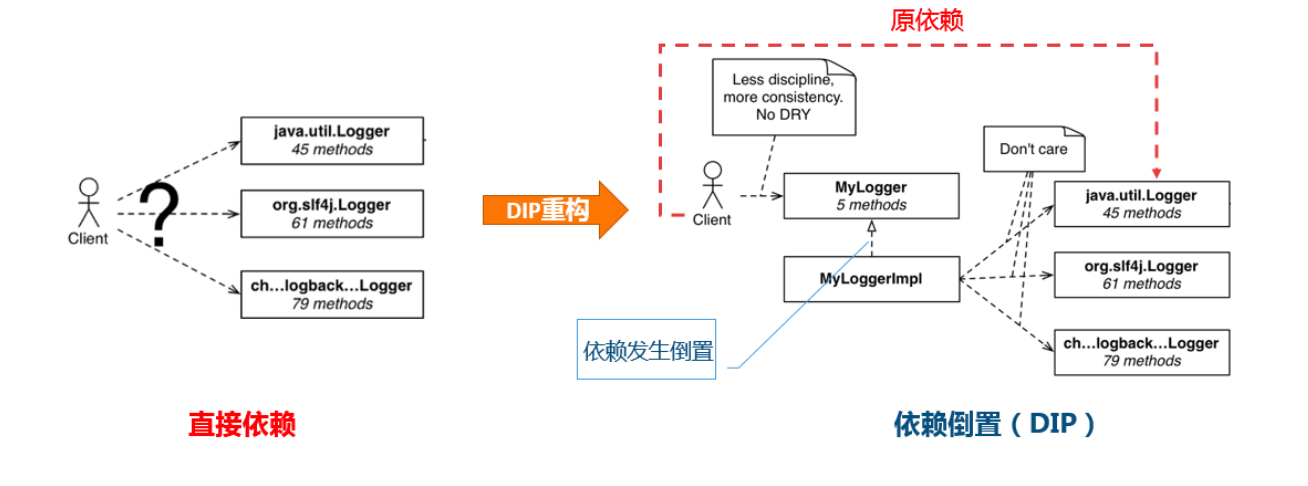 java.util.Logger
45 methods
org.slf4j.Logger
61 methods
ch...logback...Logger
79 methods
?
Client
直接依赖
DIP重构
原依赖
Less discipline,
more consistency.
No DRY
Don't care
Client
MyLogger
5 methods
MyLoggerImpl
java.util.Logger
45 methods
org.slf4j.Logger
61 methods
ch...logback...Logger
79 methods
依赖发生倒置
依赖倒置（DIP）